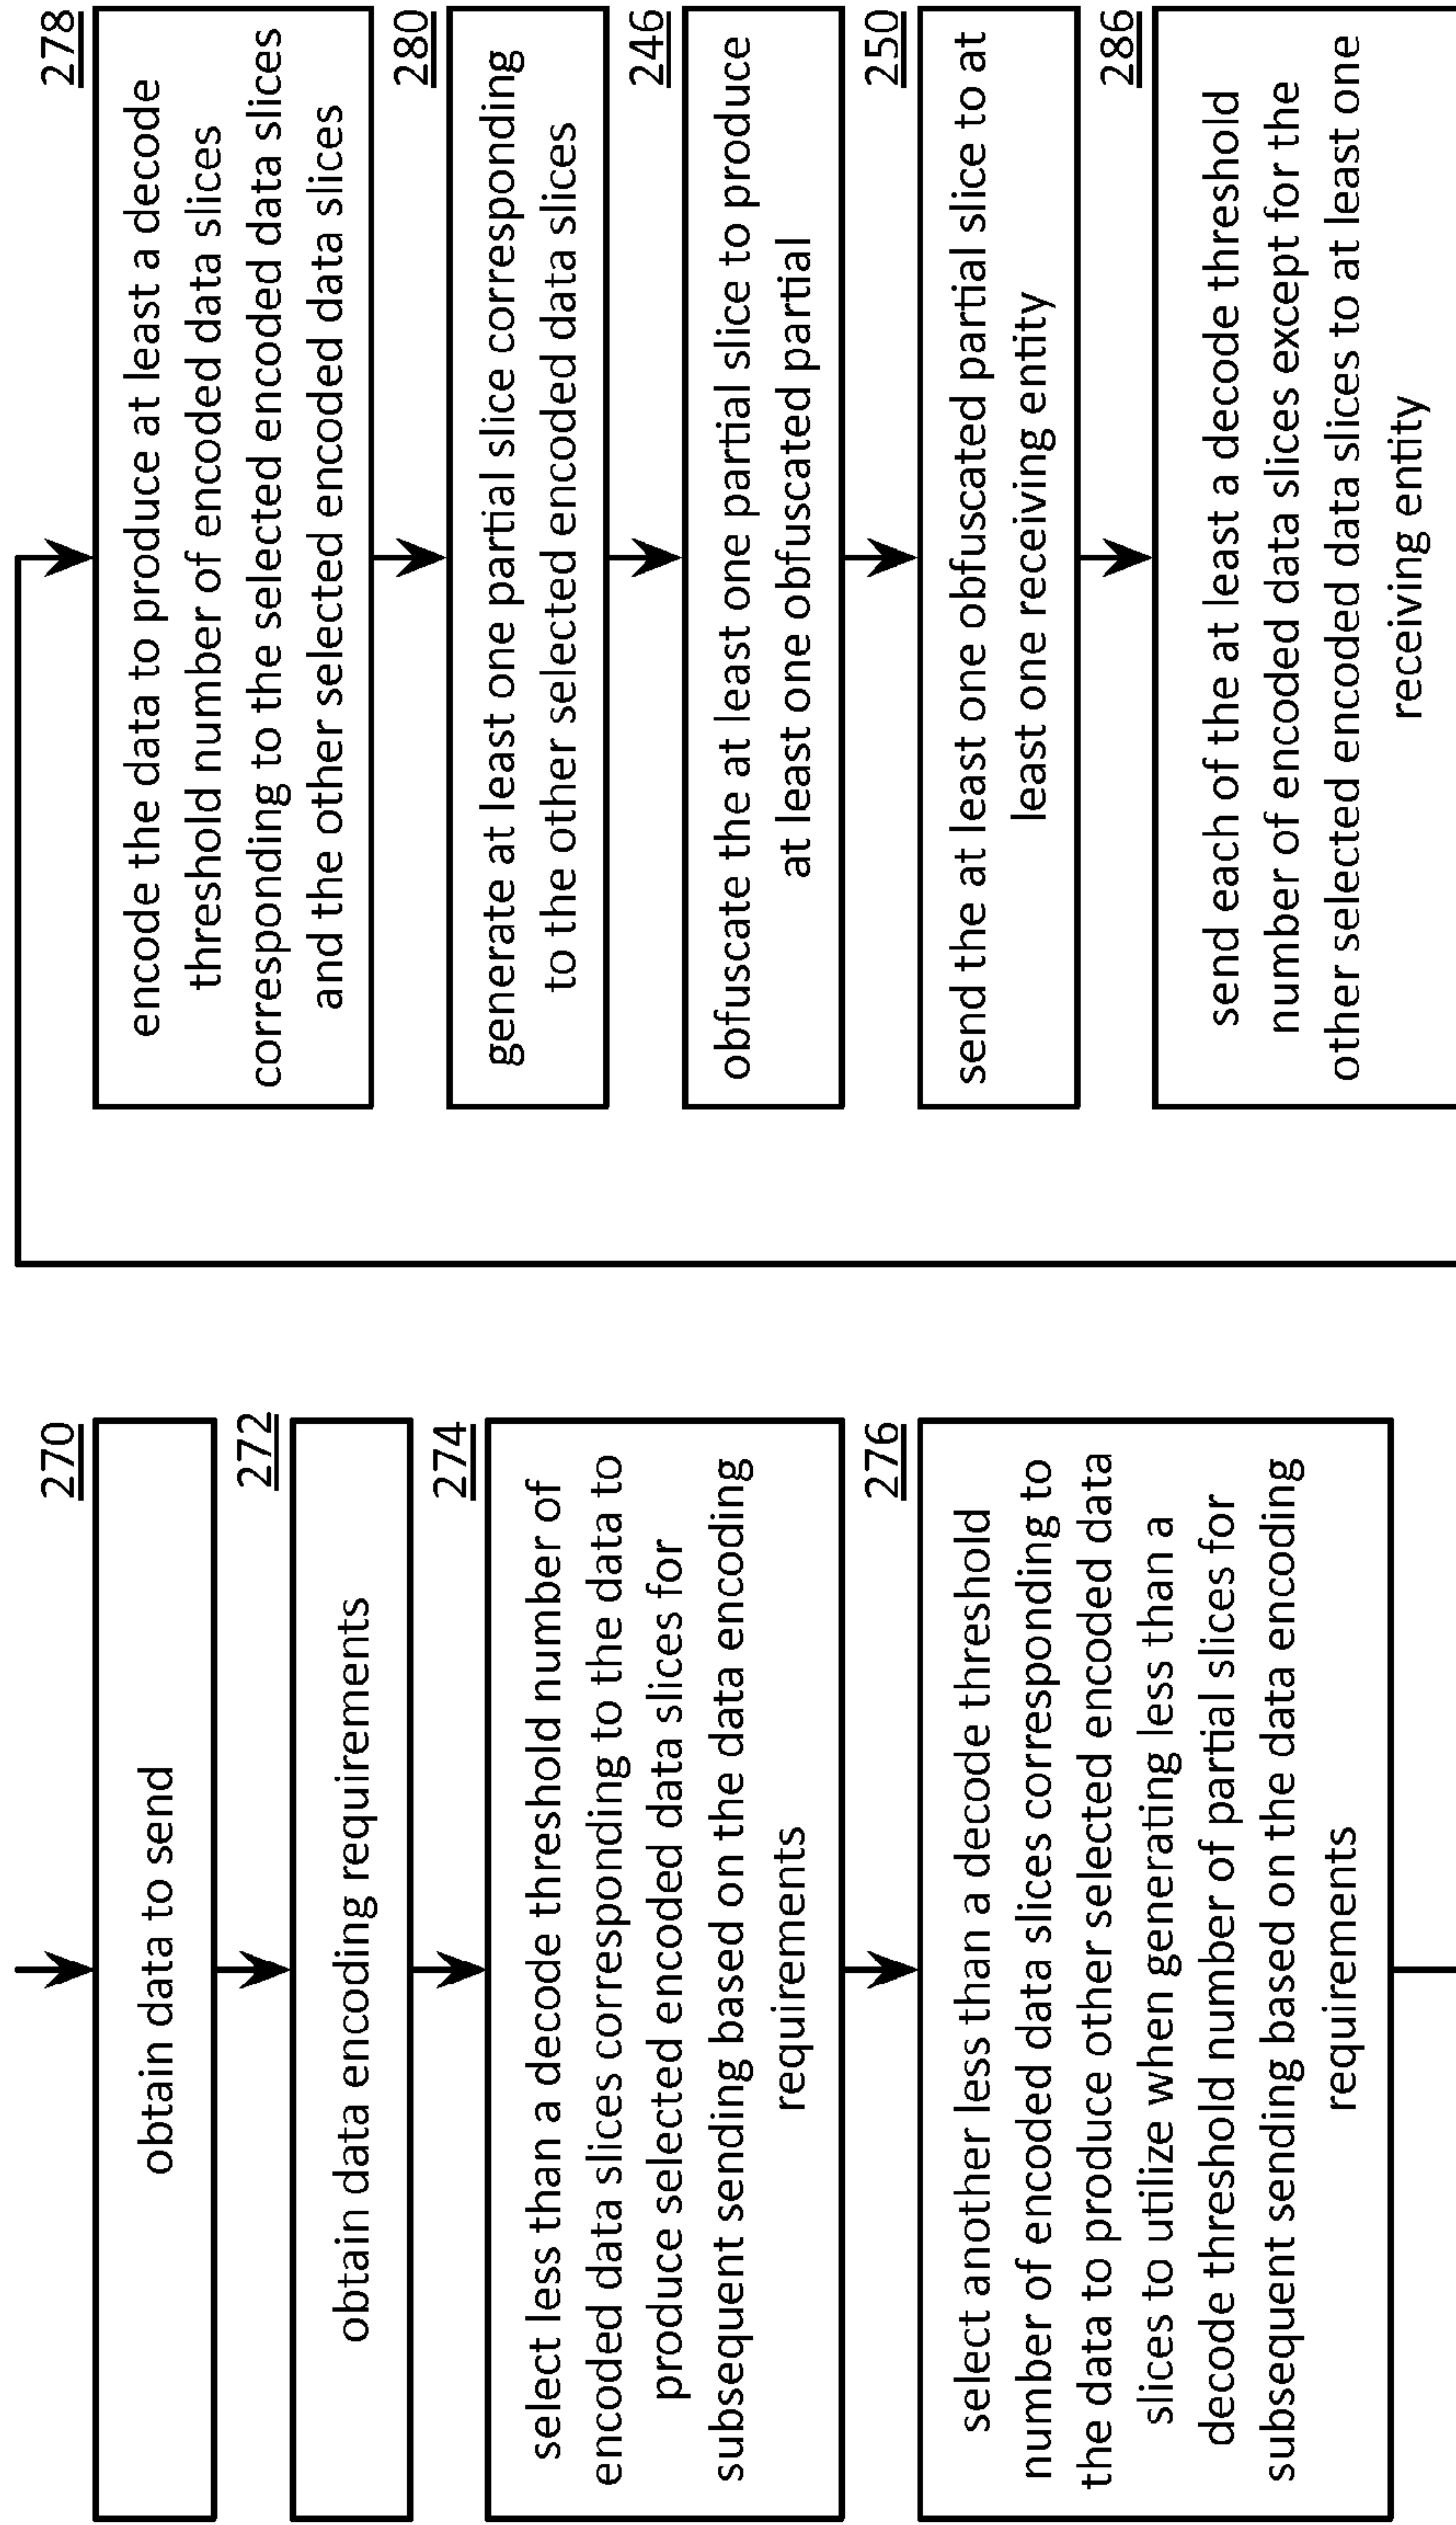 270
obtain data to send
272
obtain data encoding requirements
274
select less than a decode threshold number of
encoded data slices corresponding to the data to
produce selected encoded data slices for
subsequent sending based on the data encoding
requirements
276
select another less than a decode threshold
number of encoded data slices corresponding to
the data to produce other selected encoded data
slices to utilize when generating less than a
decode threshold number of partial slices for
subsequent sending based on the data encoding
requirements
278
encode the data to produce at least a decode
threshold number of encoded data slices
corresponding to the selected encoded data slices
and the other selected encoded data slices
280
generate at least one partial slice corresponding
to the other selected encoded data slices
246
obfuscate the at least one partial slice to produce
at least one obfuscated partial
250
send the at least one obfuscated partial slice to at
least one receiving entity
286
send each of the at least a decode threshold
number of encoded data slices except for the
other selected encoded data slices to at least one
receiving entity